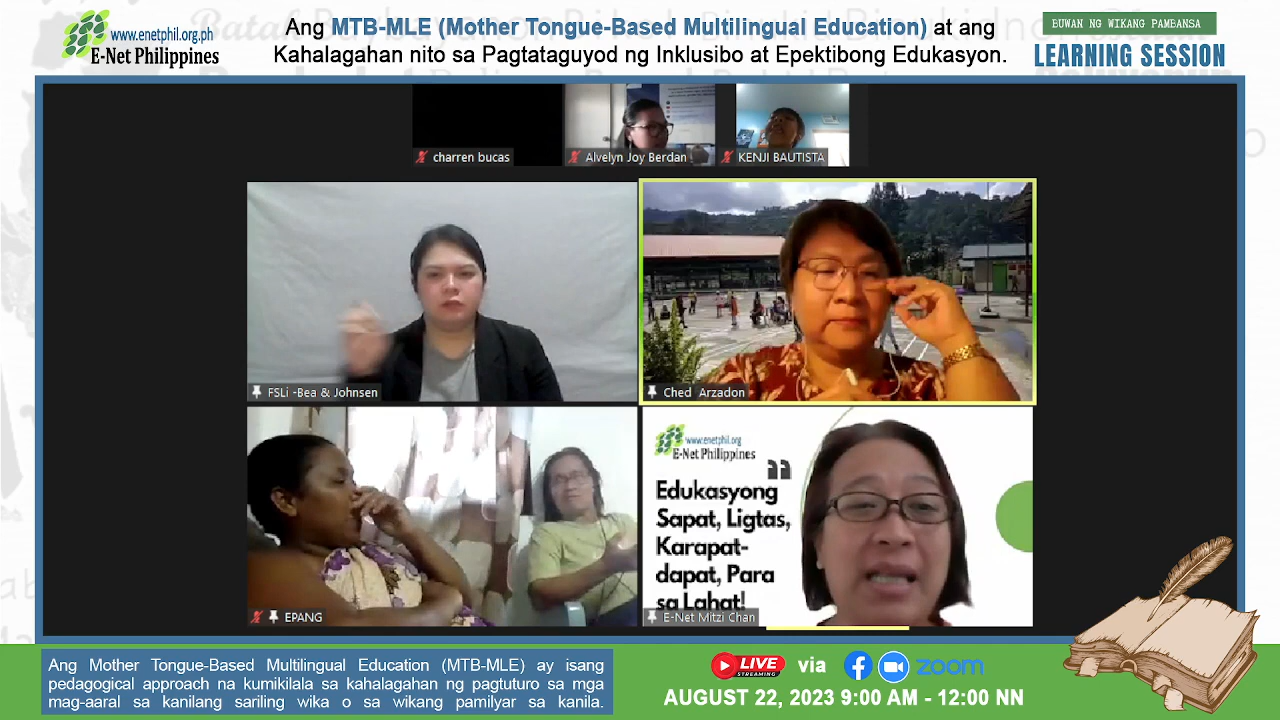 www.enetphil.org.ph
E-Net Philippines
Ang MTB-MLE (Mother Tongue-Based Multilingual Education) at ang
Kahalagahan nito sa Pagtataguyod ng Inklusibo at Epektibong Edukasyon.
BUWAN NG WIKANG PAMBANSA
LEARNING SESSION
charren bucas
Alvelyn Joy Berdan
KENJI BAUTISTA
FSLi -Bea & Johnsen
Ched Arzadon
EPANG
www.enetphil.org
E-Net Philippines
Edukasyong
Sapat, Ligtas,
Karapat-
dapat, Para
sa Lahat!
E-Net Mitzi Chan
Ang Mother Tongue-Based Multilingual Education (MTB-MLE) ay isang
pedagogical approach na kumikilala sa kahalagahan ng pagtuturo sa mga
mag-aaral sa kanilang sariling wika o sa wikang pamilyar sa kanila.
LIVE
STREAMING
via
zoom
AUGUST 22, 2023 9:00 AM - 12:00 NN